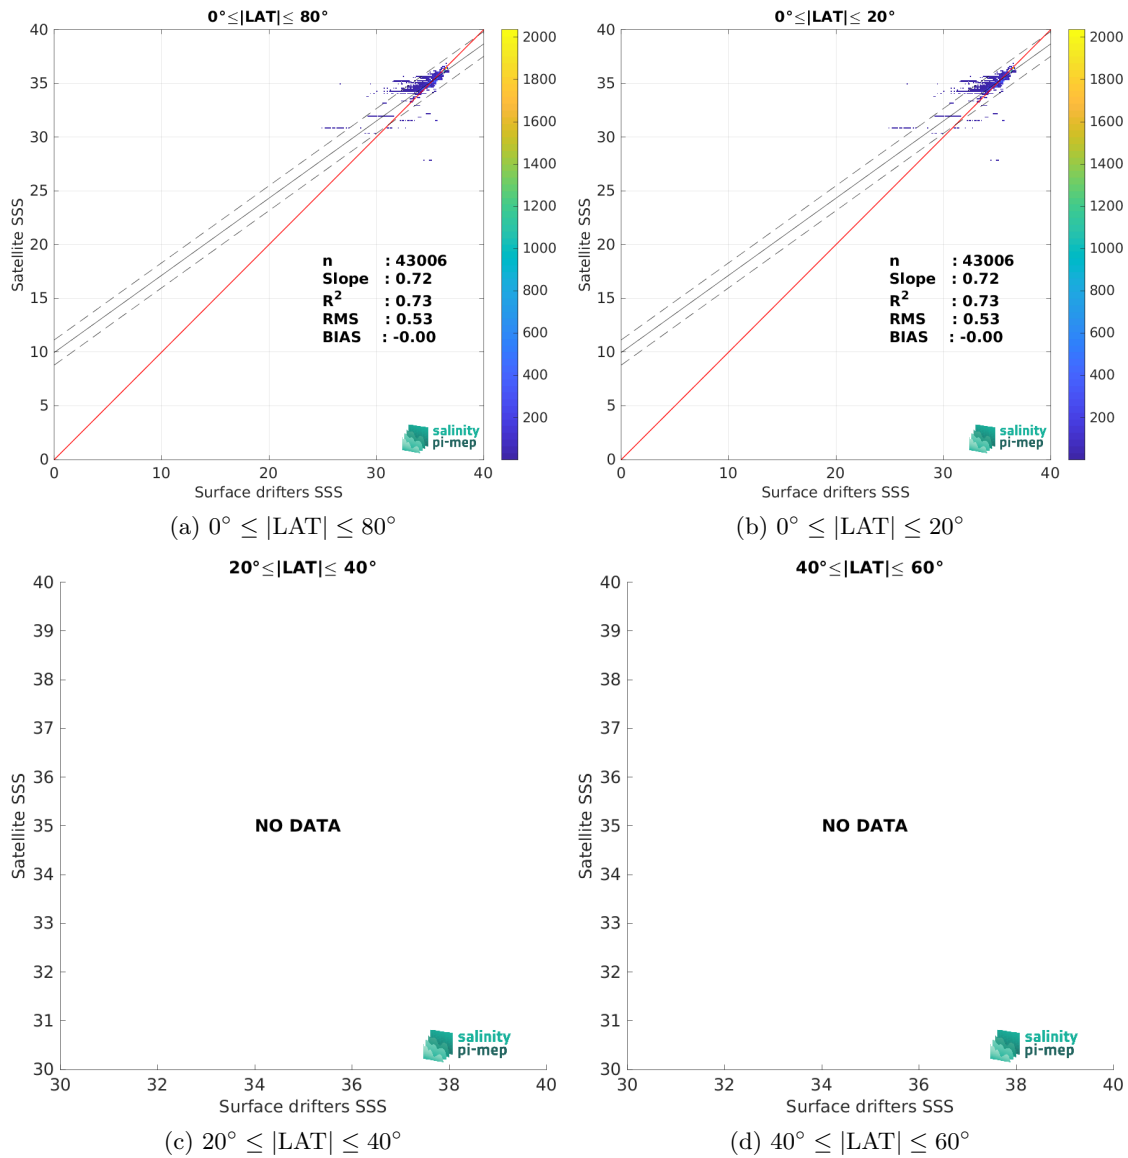 0°≤|LAT|≤ 80°
40
35
30
25
20
15
10
5
0
Satellite SSS
n : 43006
Slope : 0.72
R² : 0.73
RMS : 0.53
BIAS : -0.00
salinity
pi-mep
0 10 20 30 40
Surface drifters SSS
2000
1800
1600
1400
1200
1000
800
600
400
200
(a) 0° ≤ |LAT| ≤ 80°
0°≤|LAT|≤ 20°
40
35
30
25
20
15
10
5
0
Satellite SSS
n : 43006
Slope : 0.72
R² : 0.73
RMS : 0.53
BIAS : -0.00
salinity
pi-mep
0 10 20 30 40
Surface drifters SSS
2000
1800
1600
1400
1200
1000
800
600
400
200
(b) 0° ≤ |LAT| ≤ 20°
20°≤|LAT|≤ 40°
40
39
38
37
36
35
34
33
32
31
30
Satellite SSS
NO DATA
salinity
pi-mep
30 32 34 36 38 40
Surface drifters SSS
(c) 20° ≤ |LAT| ≤ 40°
40°≤|LAT|≤ 60°
40
39
38
37
36
35
34
33
32
31
30
Satellite SSS
NO DATA
salinity
pi-mep
30 32 34 36 38 40
Surface drifters SSS
(d) 40° ≤ |LAT| ≤ 60°